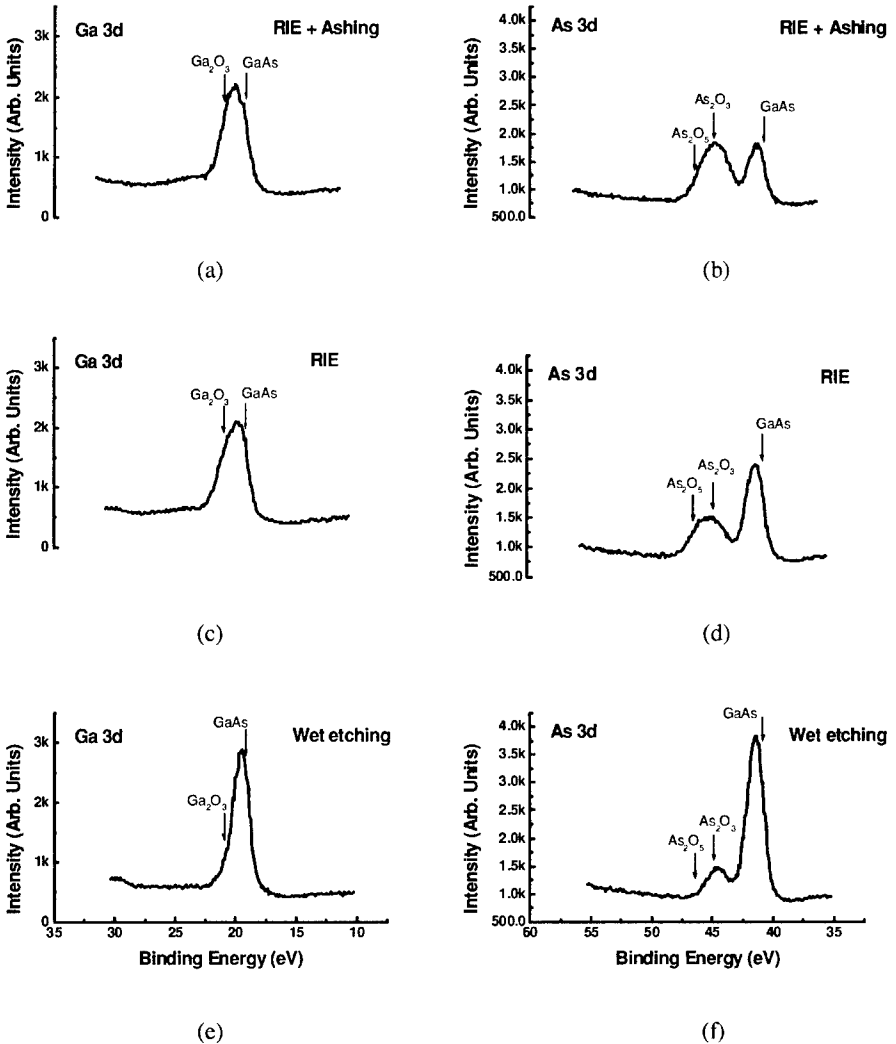 Ga 3d
RIE + Ashing
Ga₂O₃
GaAs
3k
2k
1k
0
Intensity (Arb. Units)
(a)
As 3d
RIE + Ashing
As₂O₃
As₂O₅
GaAs
4.0k
3.5k
3.0k
2.5k
2.0k
1.5k
1.0k
500.0
Intensity (Arb. Units)
(b)
Ga 3d
RIE
Ga₂O₃
GaAs
3k
2k
1k
0
Intensity (Arb. Units)
(c)
As 3d
RIE
GaAs
As₂O₃
As₂O₅
4.0k
3.5k
3.0k
2.5k
2.0k
1.5k
1.0k
500.0
Intensity (Arb. Units)
(d)
Ga 3d
GaAs
Wet etching
Ga₂O₃
3k
2k
1k
0
Intensity (Arb. Units)
35 30 25 20 15 10
Binding Energy (eV)
(e)
As 3d
GaAs
Wet etching
As₂O₃
As₂O₅
4.0k
3.5k
3.0k
2.5k
2.0k
1.5k
1.0k
500.0
Intensity (Arb. Units)
60 55 50 45 40 35
Binding Energy (eV)
(f)